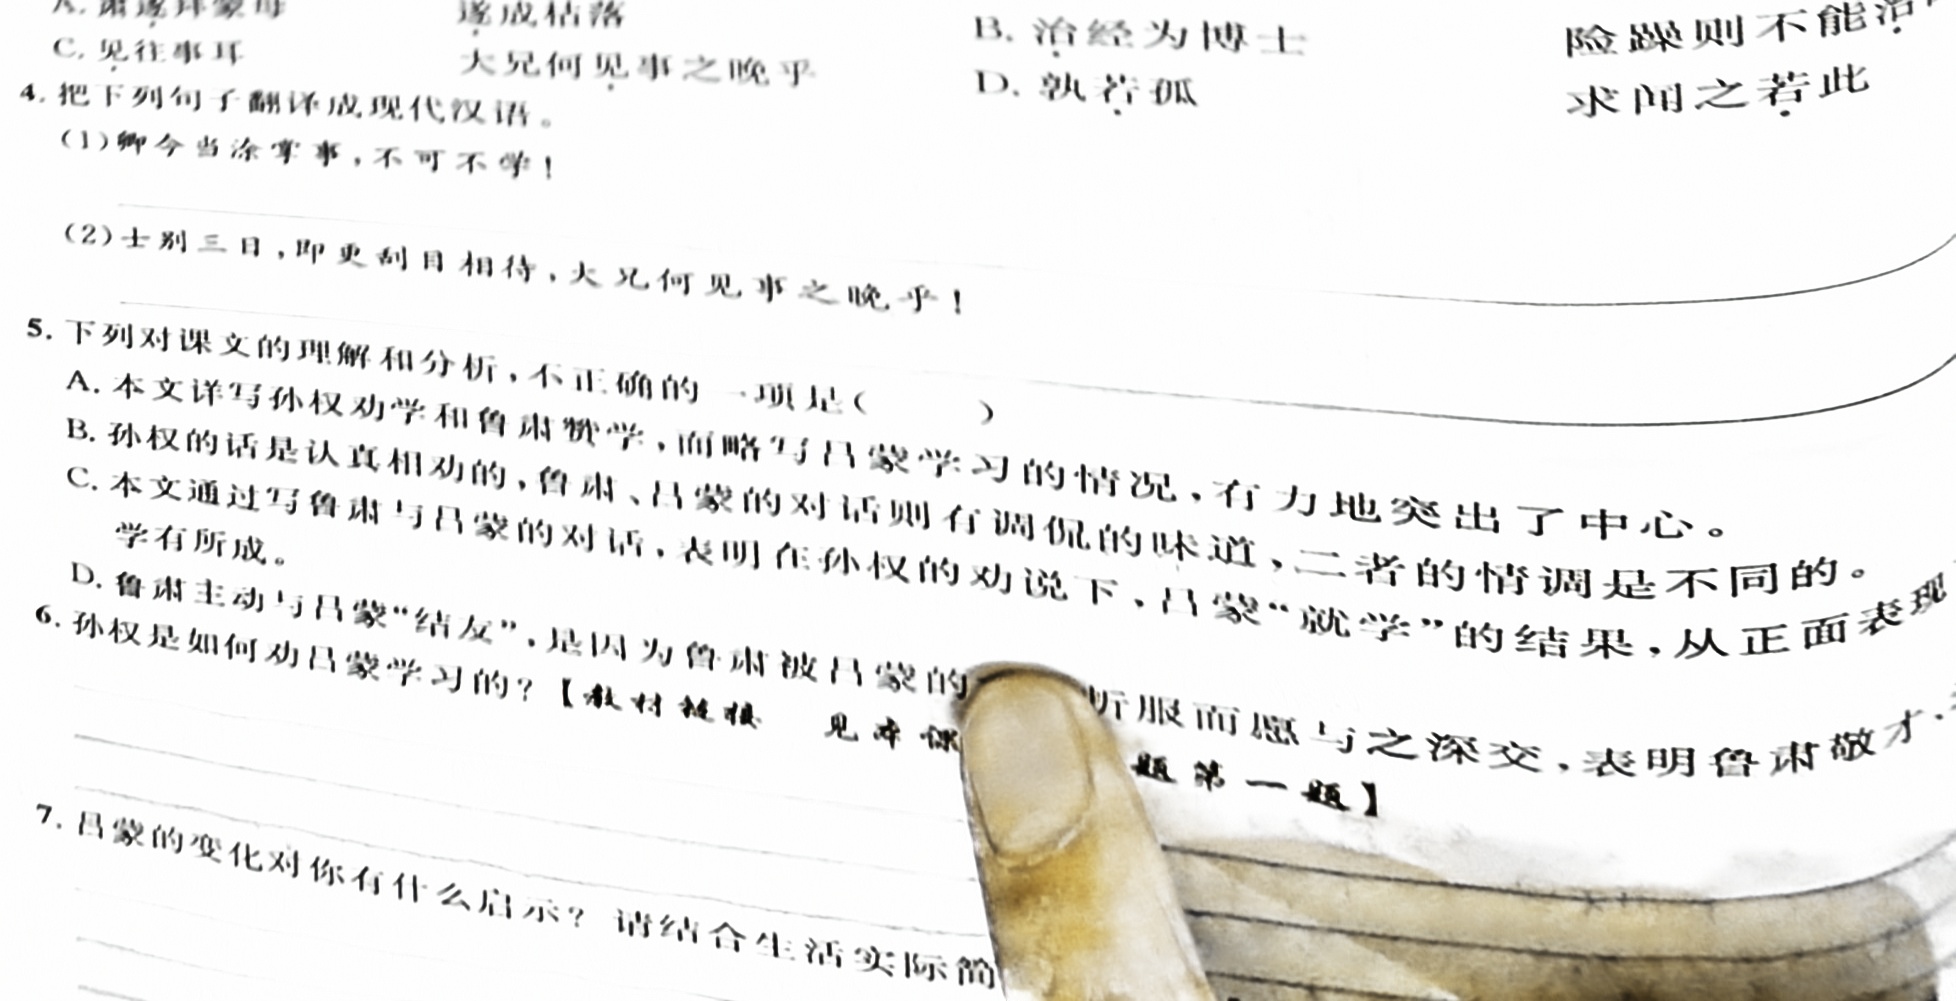 A. 肃遂拜蒙母 遂成枯落
B. 治经为博士 险躁则不能治
C. 见往事耳 大兄何见事之晚乎
D. 孰若孤 求闻之若此
4. 把下列句子翻译成现代汉语。
(1)卿今当涂掌事,不可不学!
(2)士别三日,即更刮目相待,大兄何见事之晚乎!
5. 下列对课文的理解和分析,不正确的一项是( )
A. 本文详写孙权劝学和鲁肃赞学,而略写吕蒙学习的情况,有力地突出了中心。
B. 孙权的话是认真相劝的,鲁肃、吕蒙的对话则有调侃的味道,二者的情调是不同的。
C. 本文通过写鲁肃与吕蒙的对话,表明在孙权的劝说下,吕蒙“就学”的结果,从正面表现
学有所成。
D. 鲁肃主动与吕蒙“结友”,是因为鲁肃被吕蒙的 折服而愿与之深交,表明鲁肃敬才、
6. 孙权是如何劝吕蒙学习的?【教材链接 见本课 题第一题】
7. 吕蒙的变化对你有什么启示? 请结合生活实际简